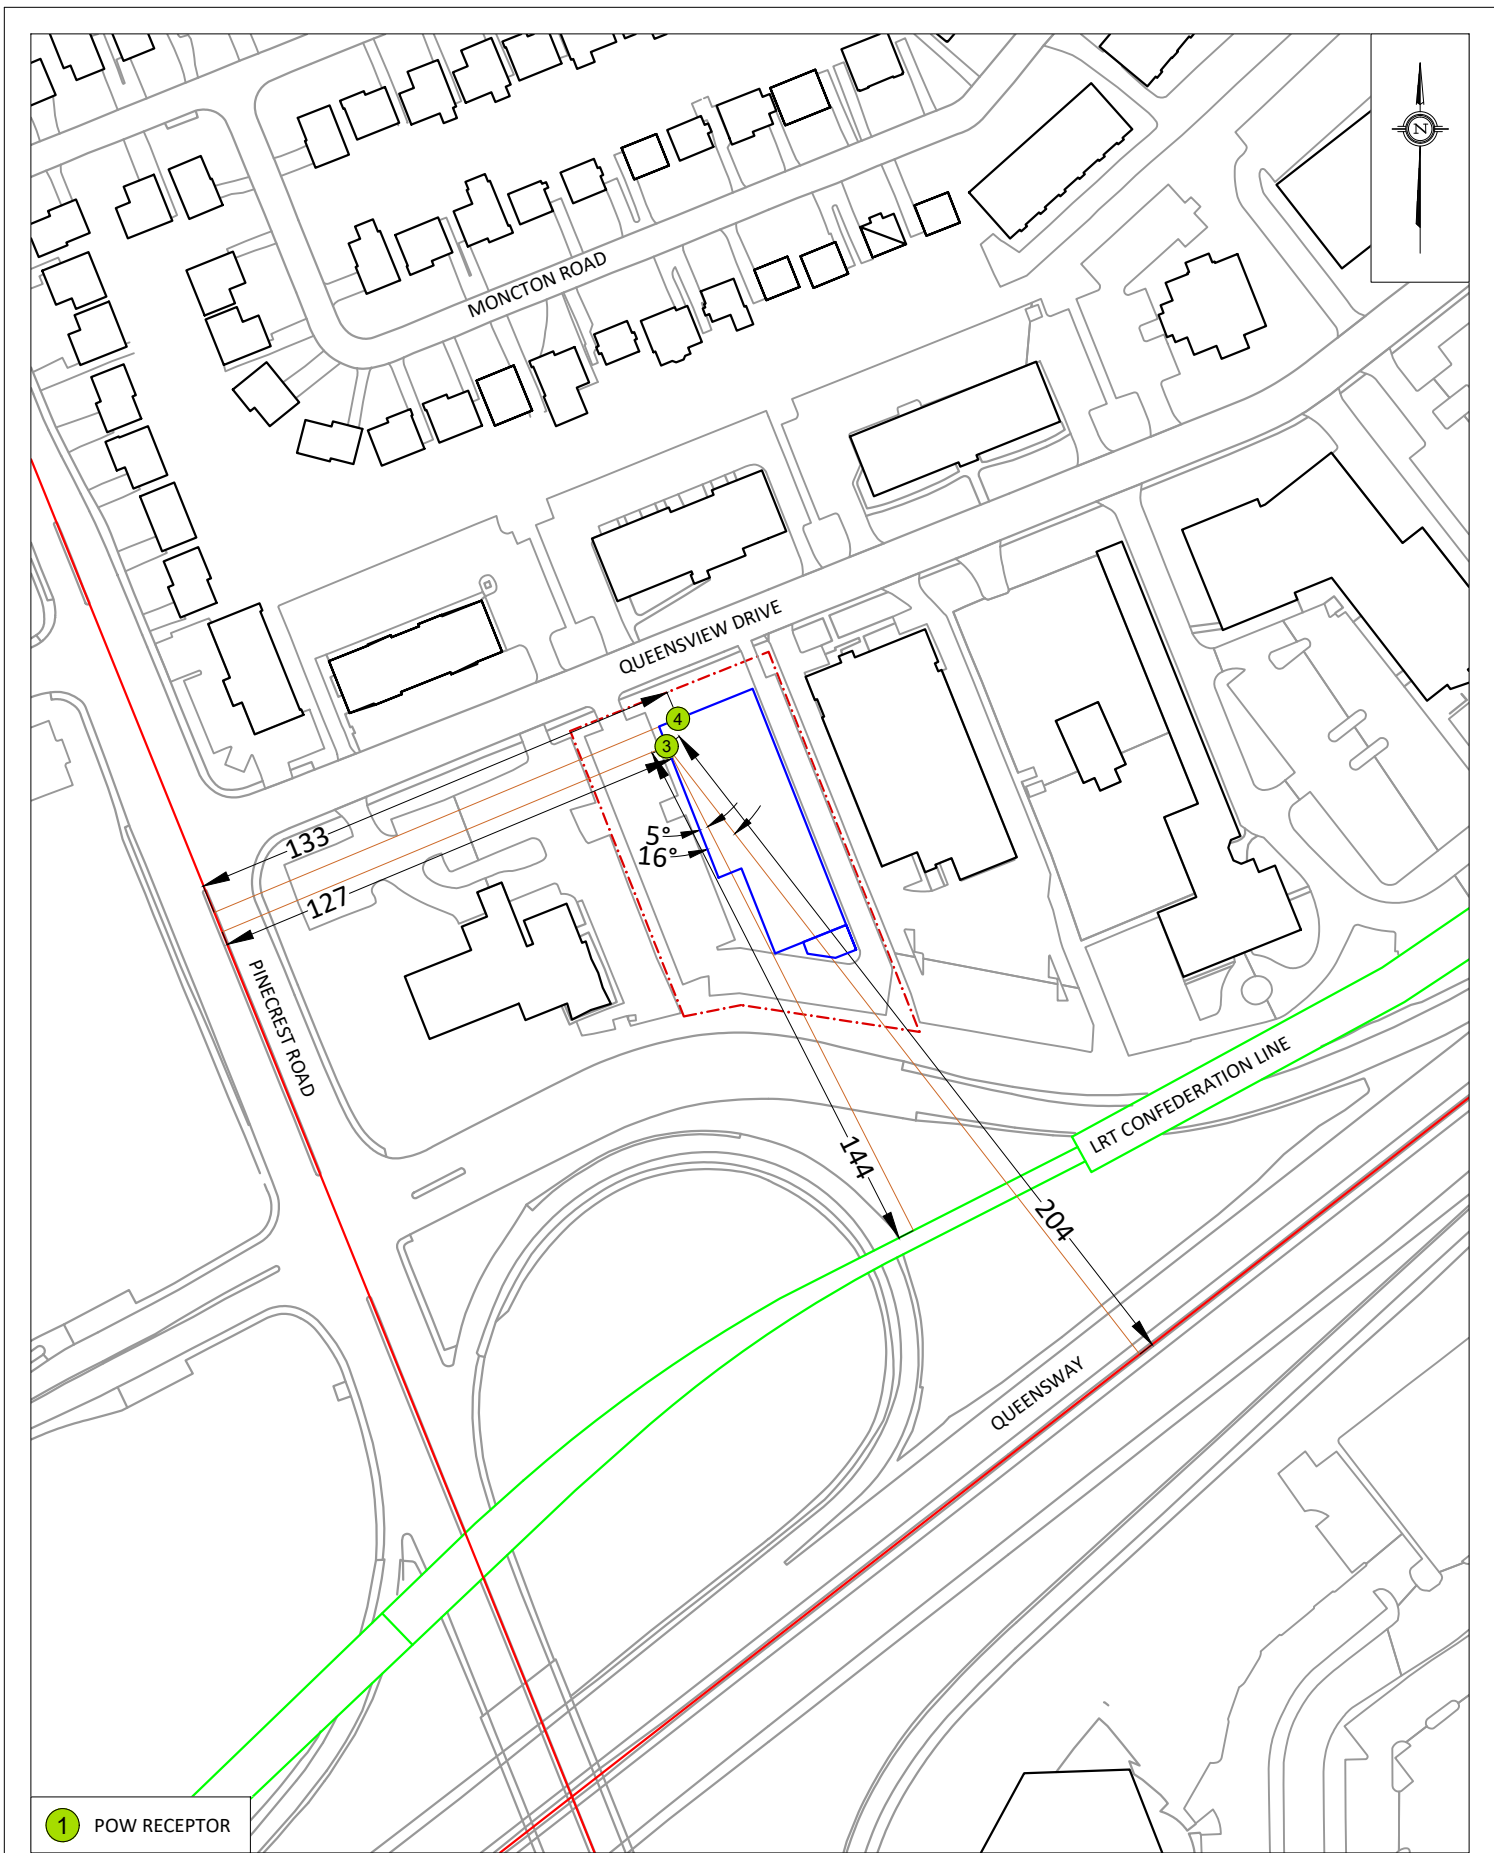 N
MONCTON ROAD
QUEENSVIEW DRIVE
4
3
5°
16°
133
127
PINECREST ROAD
LRT CONFEDERATION LINE
144
204
QUEENSWAY
1 POW RECEPTOR